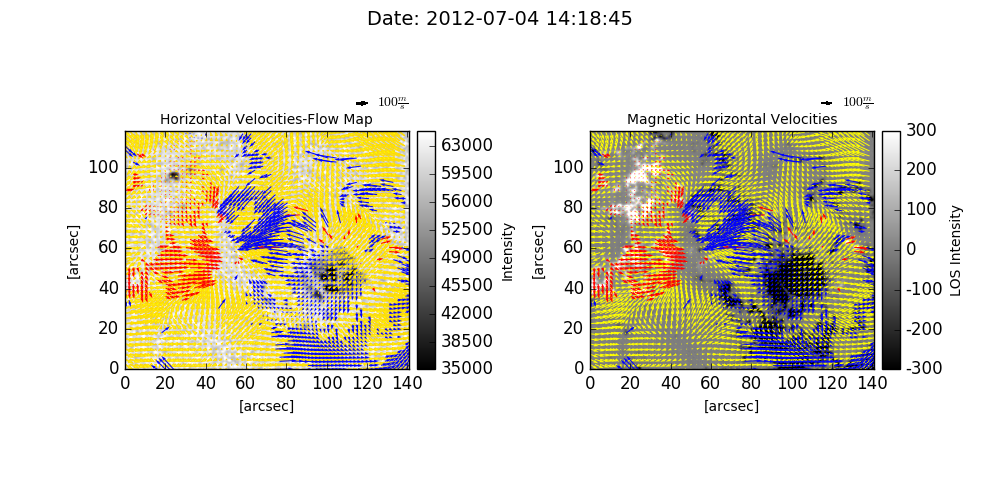 Date: 2012-07-04 14:18:45
100 m/s
100 m/s
Horizontal Velocities-Flow Map
Magnetic Horizontal Velocities
100
80
60
40
20
0
0 20 40 60 80 100 120 140
[arcsec]
[arcsec]
63000
59500
56000
52500
49000
45500
42000
38500
35000
Intensity
100
80
60
40
20
0
0 20 40 60 80 100 120 140
[arcsec]
[arcsec]
300
200
100
0
-100
-200
-300
LOS Intensity